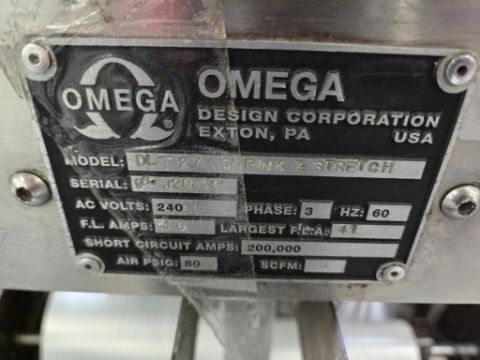 OMEGA ®
OMEGA
DESIGN CORPORATION
EXTON, PA USA
MODEL: SHRINK & STRETCH
SERIAL:
AC VOLTS: 240 PHASE: 3 HZ: 60
F.L. AMPS: LARGEST F.L.A:
SHORT CIRCUIT AMPS: 200,000
AIR PSIG: 80 SCFM: